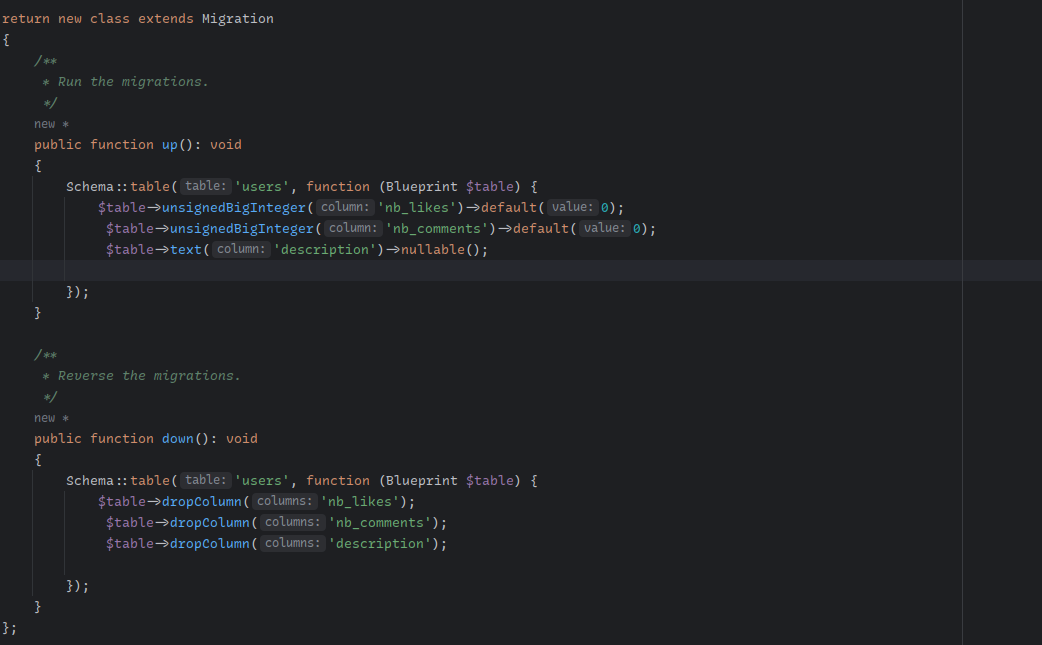 return new class extends Migration
{
    /**
     * Run the migrations.
     */
    new *
    public function up(): void
    {
        Schema::table( table: 'users', function (Blueprint $table) {
            $table->unsignedBigInteger( column: 'nb_likes')->default( value: 0);
             $table->unsignedBigInteger( column: 'nb_comments')->default( value: 0);
             $table->text( column: 'description')->nullable();
        });
    }
    /**
     * Reverse the migrations.
     */
    new *
    public function down(): void
    {
        Schema::table( table: 'users', function (Blueprint $table) {
            $table->dropColumn( columns: 'nb_likes');
             $table->dropColumn( columns: 'nb_comments');
             $table->dropColumn( columns: 'description');
        });
    }
};